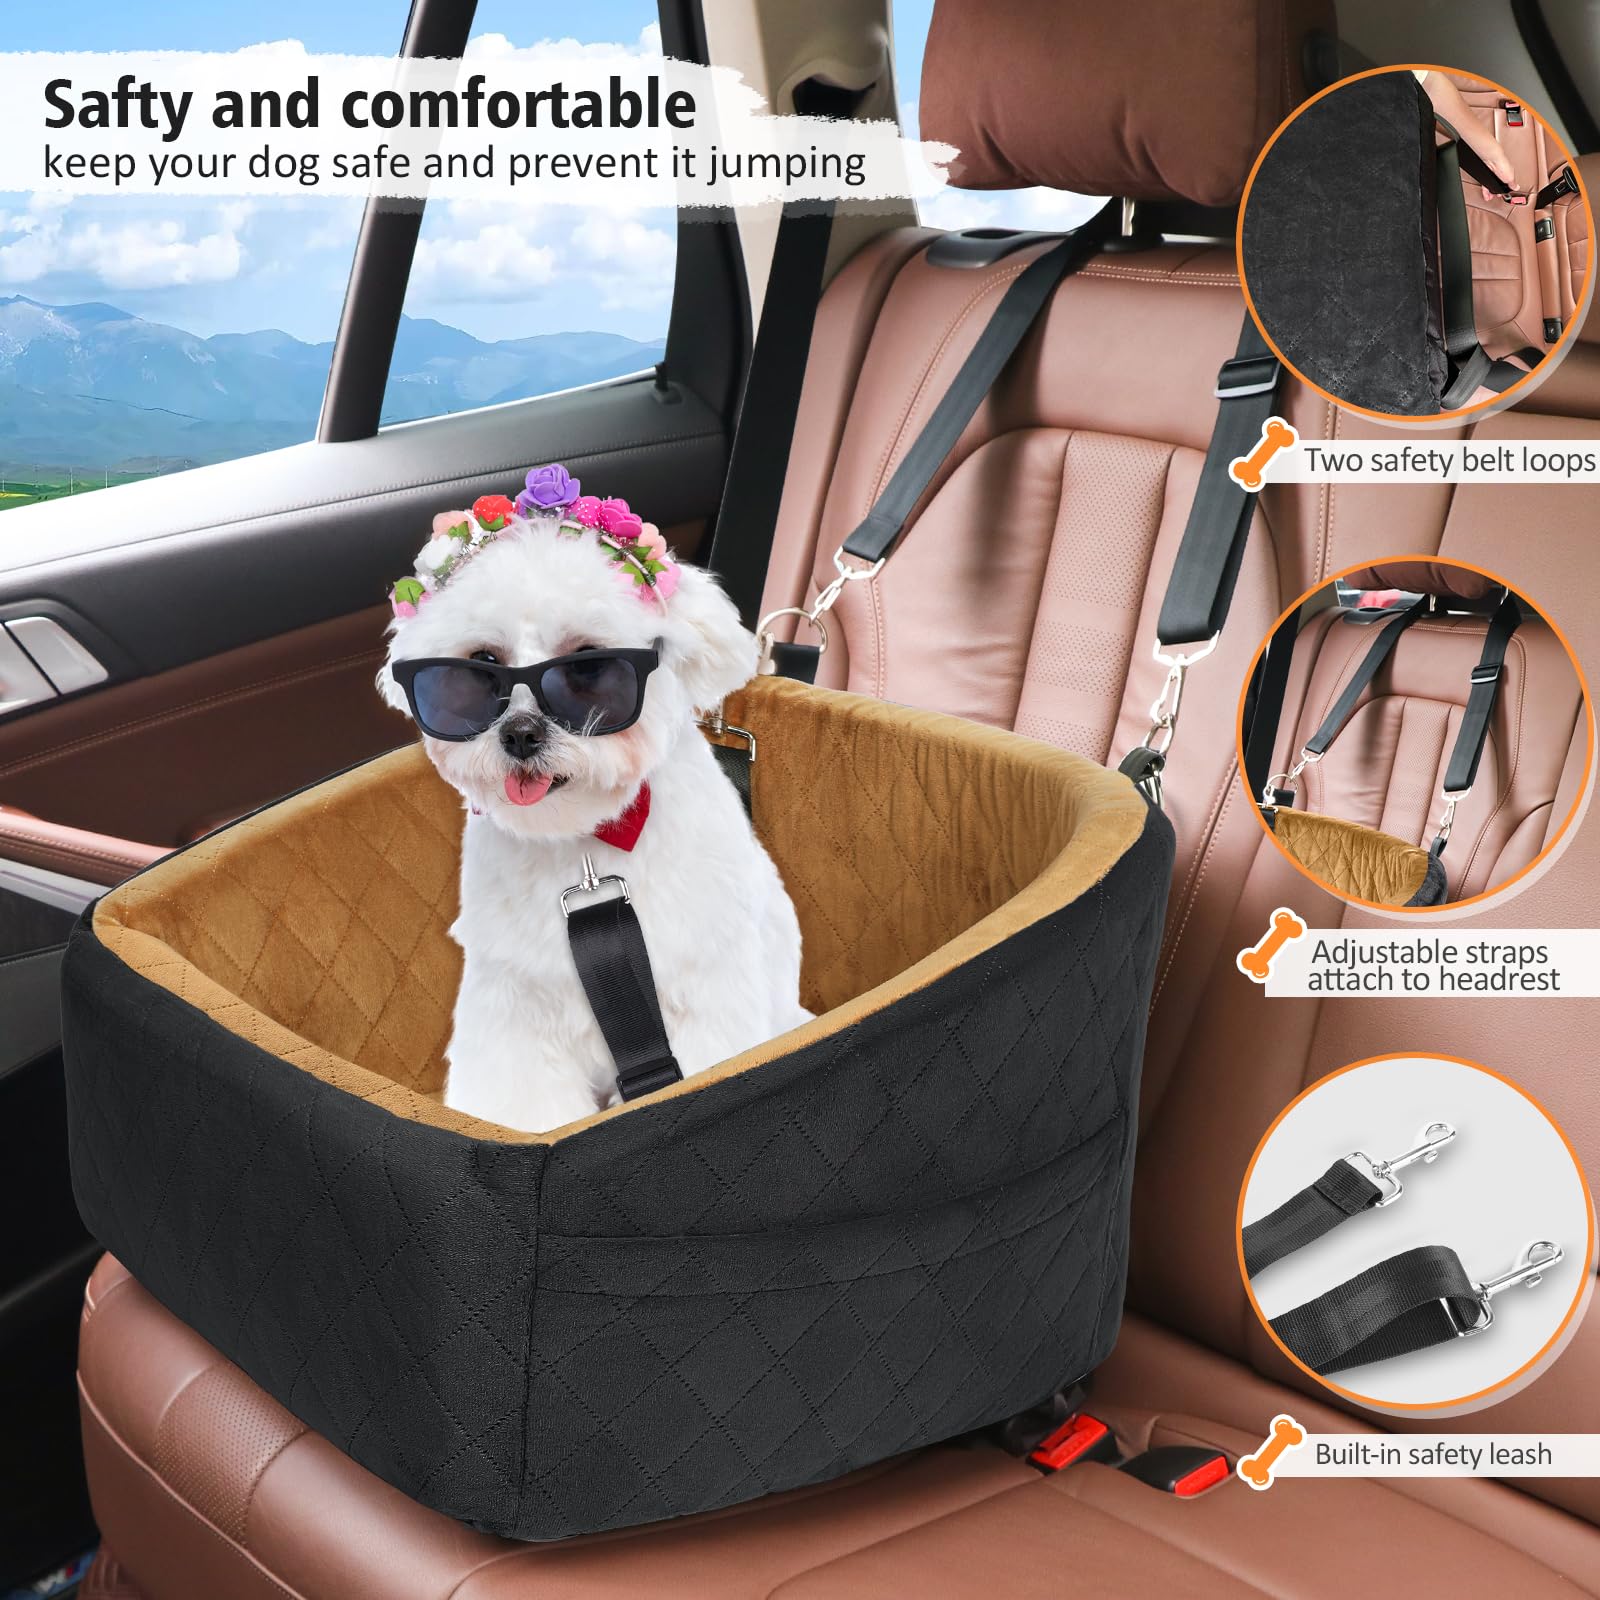 Safty and comfortable
keep your dog safe and prevent it jumping
Two safety belt loops
Adjustable straps
attach to headrest
Built-in safety leash